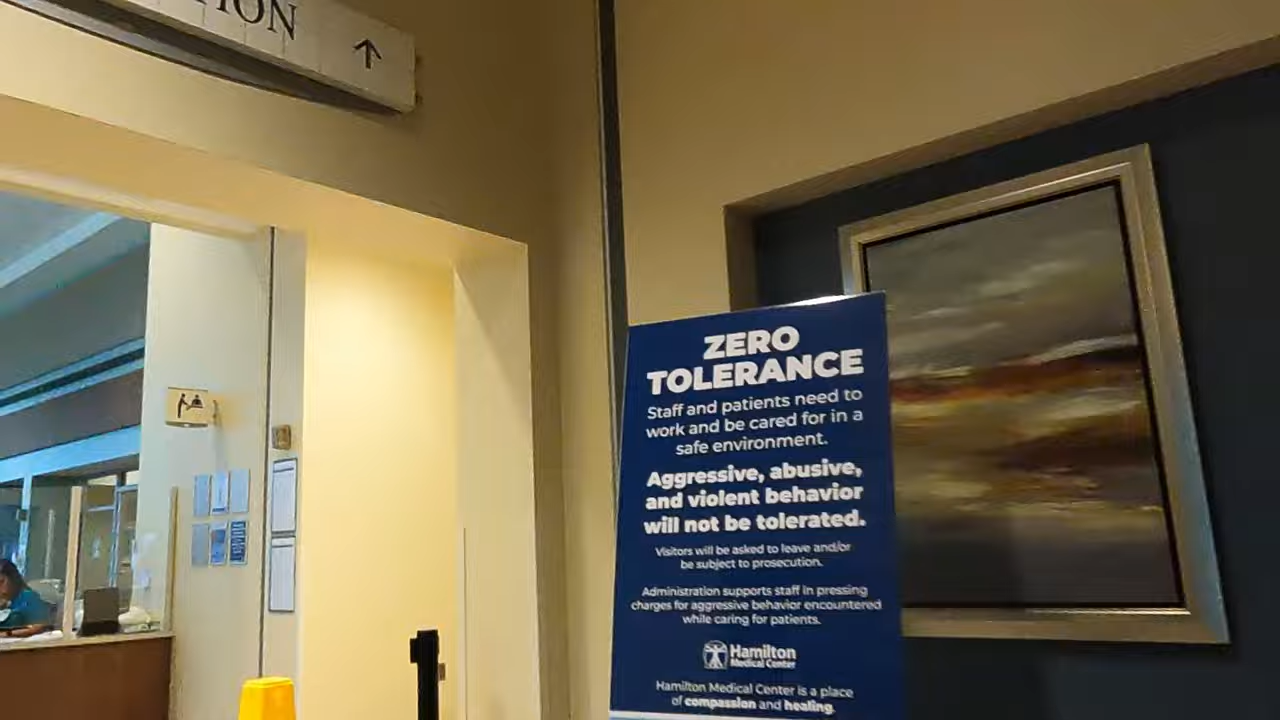 TION
ZERO
TOLERANCE
Staff and patients need to
work and be cared for in a
safe environment.
Aggressive, abusive,
and violent behavior
will not be tolerated.
Visitors will be asked to leave and/or
be subject to prosecution.
Administration supports staff in pressing
charges for aggressive behavior encountered
while caring for patients.
Hamilton
Medical Center
Hamilton Medical Center is a place
of compassion and healing.